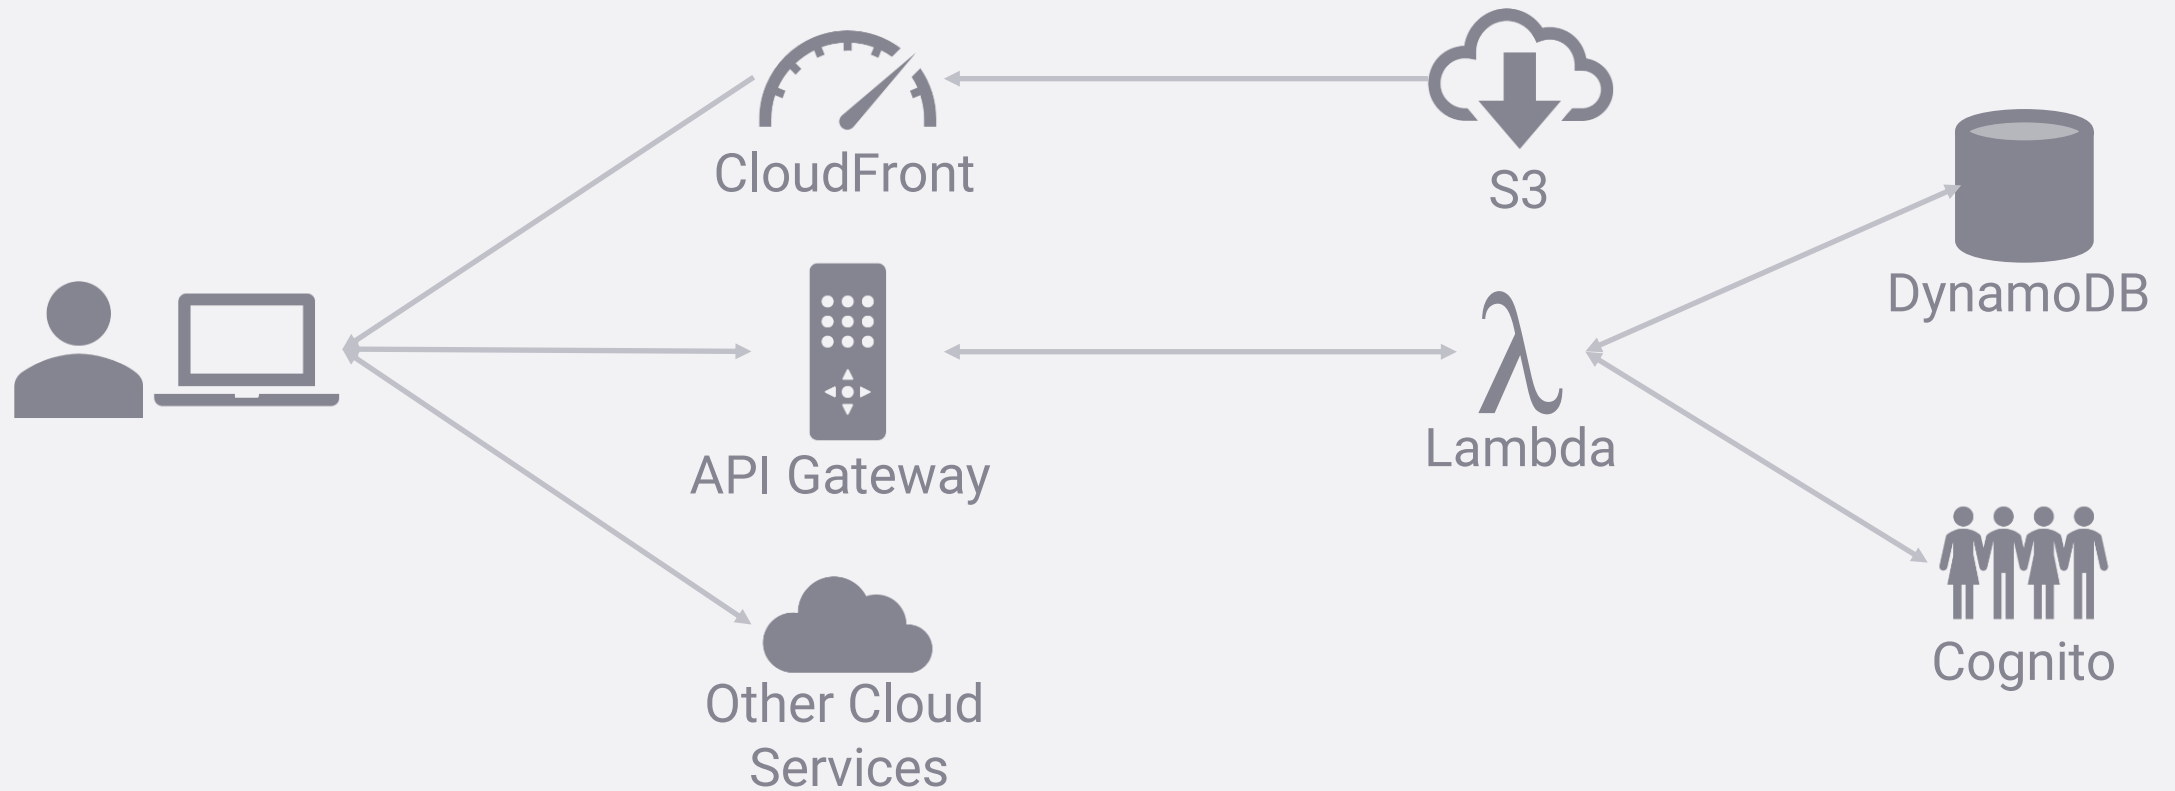 CloudFront
S3
DynamoDB
API Gateway
λ
Lambda
Other Cloud
Services
Cognito